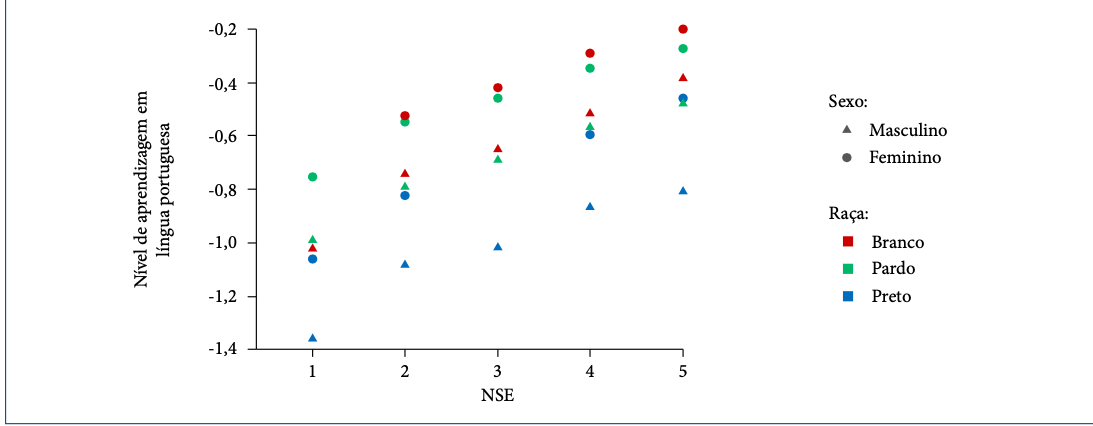 Nível de aprendizagem em
língua portuguesa
-0,2
-0,4
-0,6
-0,8
-1,0
-1,2
-1,4
1 2 3 4 5
NSE
Sexo:
Masculino
Feminino
Raça:
Branco
Pardo
Preto